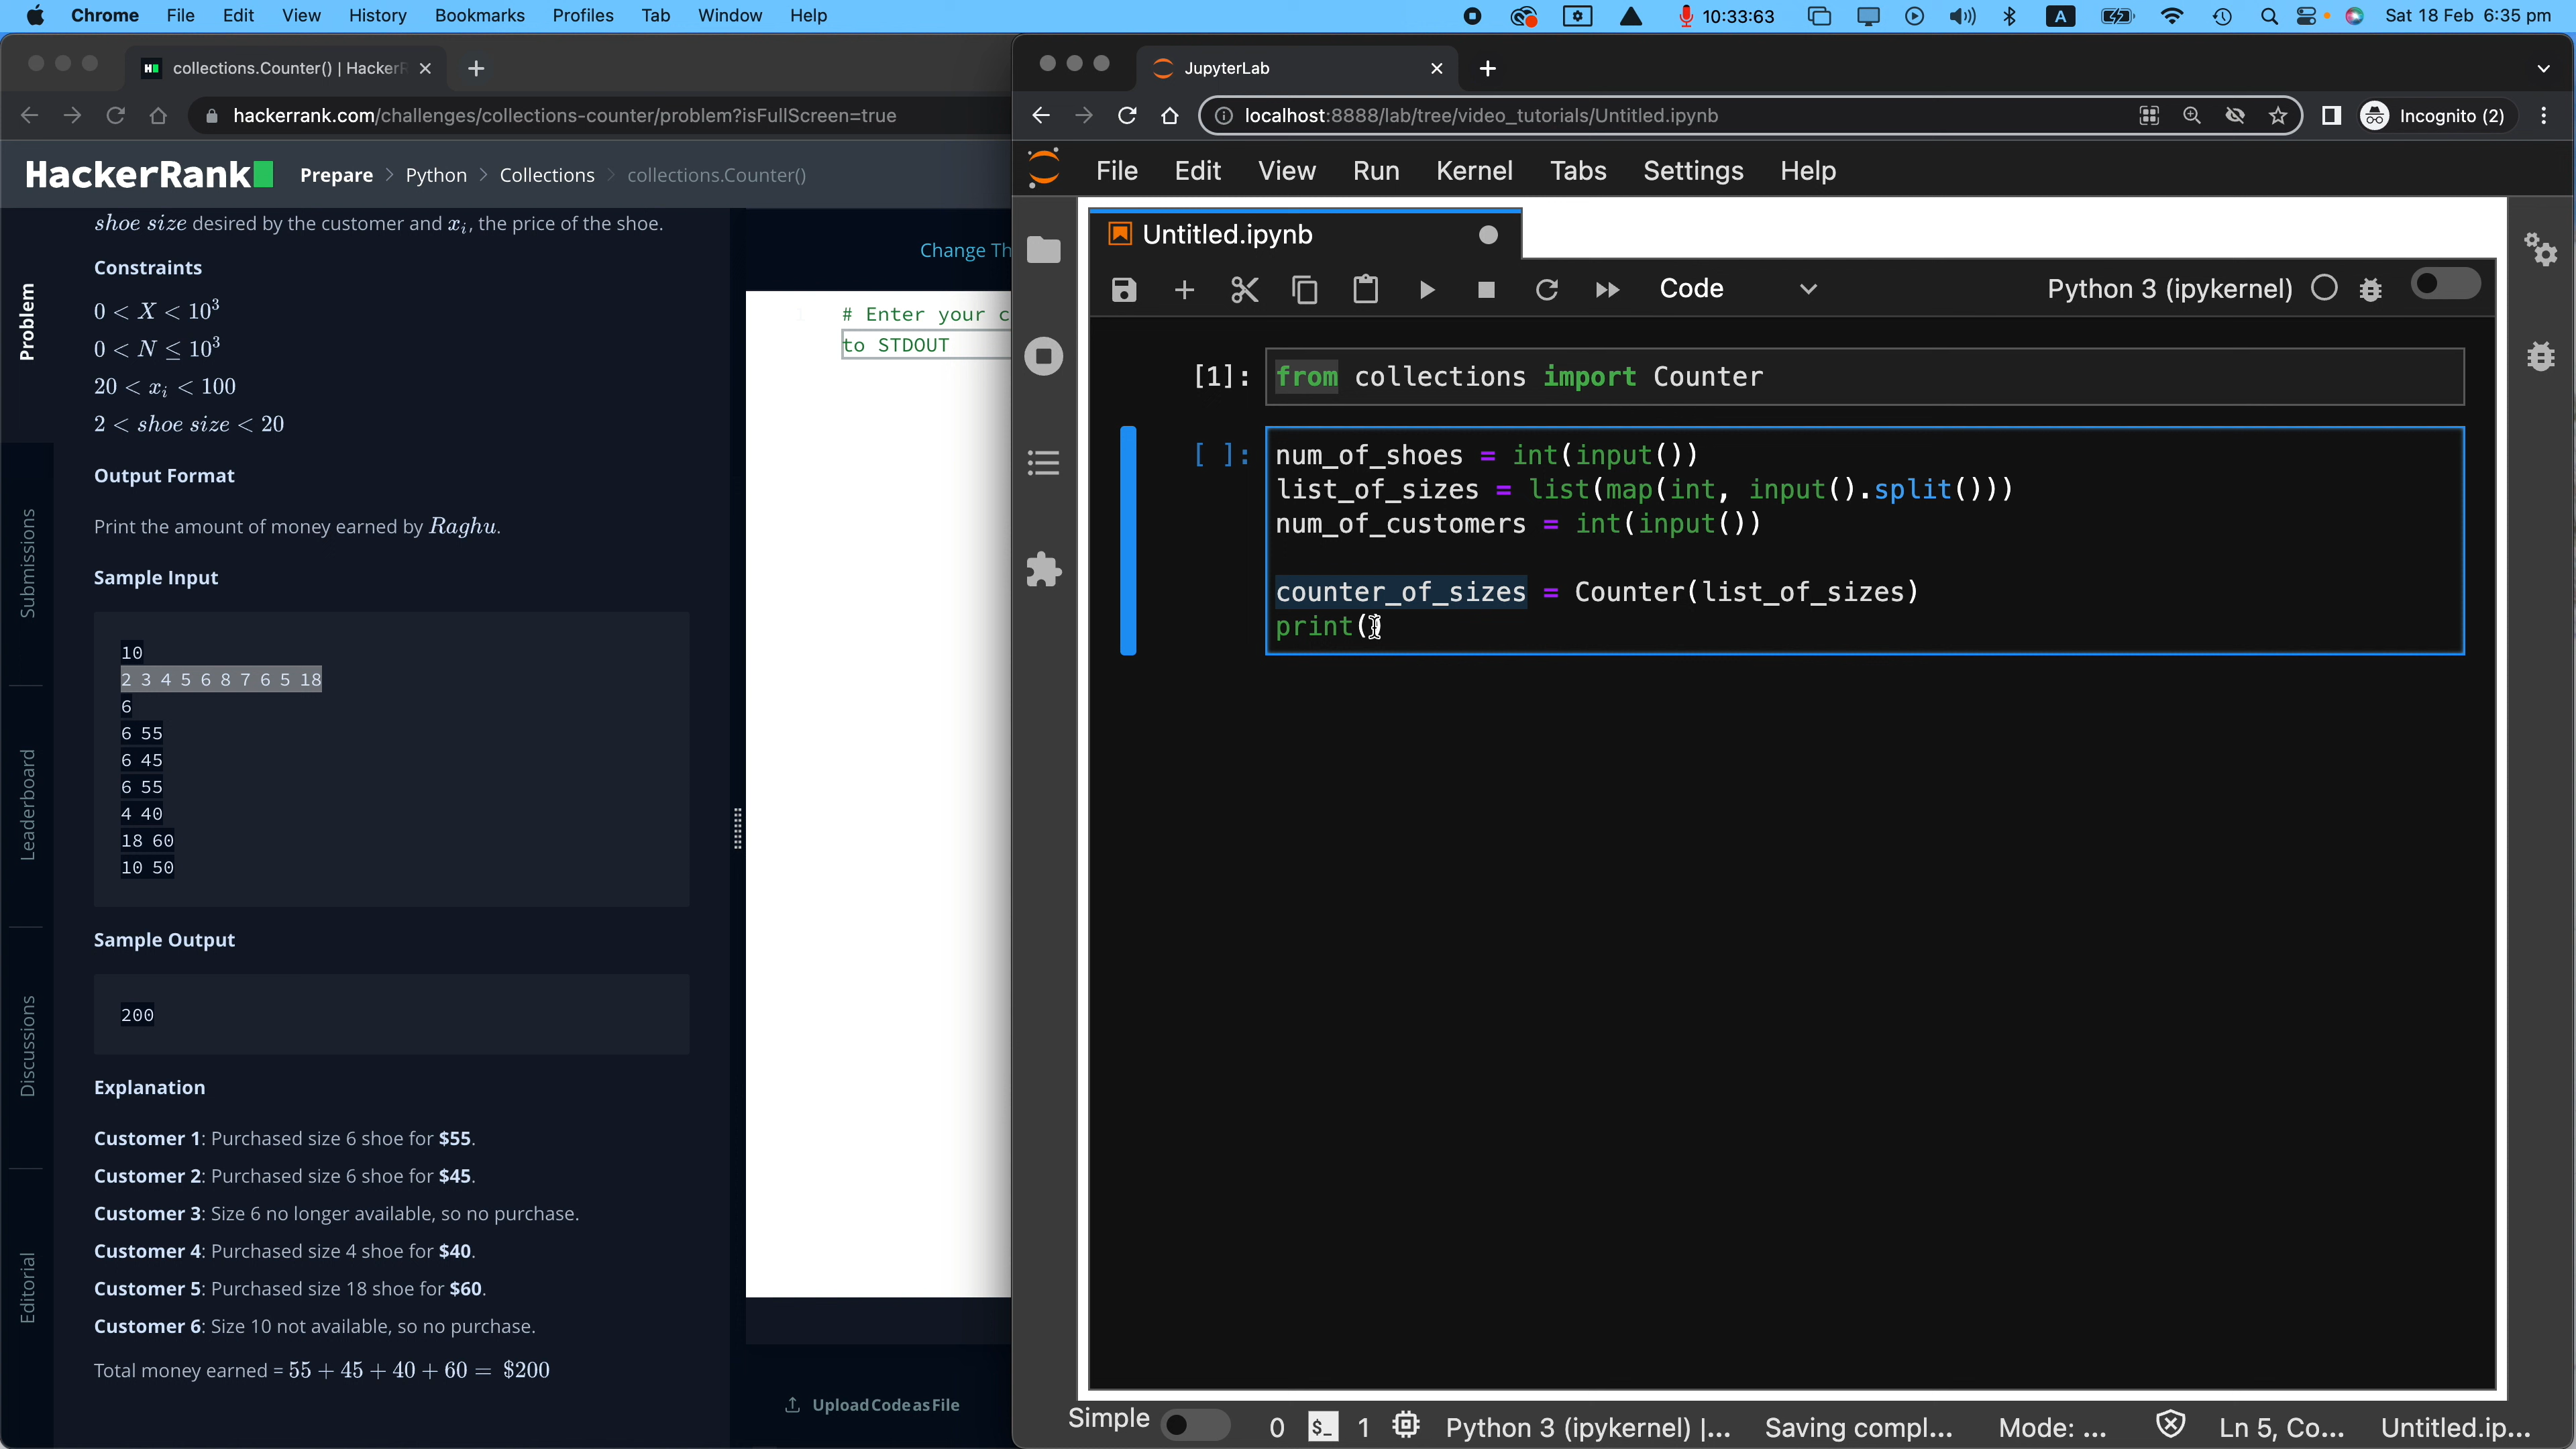 Chrome File Edit View History Bookmarks Profiles Tab Window Help
10:33:63 A Sat 18 Feb 6:35 pm
collections.Counter() | HackerR
hackerrank.com/challenges/collections-counter/problem?isFullScreen=true
HackerRank Prepare > Python > Collections > collections.Counter()
Problem
Submissions
Leaderboard
Discussions
Editorial
shoe size desired by the customer and xᵢ, the price of the shoe.
Constraints
0 < X < 10³
0 < N ≤ 10³
20 < xᵢ < 100
2 < shoe size < 20
Output Format
Print the amount of money earned by Raghu.
Sample Input
10
2 3 4 5 6 8 7 6 5 18
6
6 55
6 45
6 55
4 40
18 60
10 50
Sample Output
200
Explanation
Customer 1: Purchased size 6 shoe for $55.
Customer 2: Purchased size 6 shoe for $45.
Customer 3: Size 6 no longer available, so no purchase.
Customer 4: Purchased size 4 shoe for $40.
Customer 5: Purchased size 18 shoe for $60.
Customer 6: Size 10 not available, so no purchase.
Total money earned = 55 + 45 + 40 + 60 = $200
Change Th
# Enter your c
to STDOUT
Upload Code as File
JupyterLab
localhost:8888/lab/tree/video_tutorials/Untitled.ipynb
Incognito (2)
File Edit View Run Kernel Tabs Settings Help
Untitled.ipynb
Code Python 3 (ipykernel)
[1]: from collections import Counter
[ ]: num_of_shoes = int(input())
list_of_sizes = list(map(int, input().split()))
num_of_customers = int(input())
counter_of_sizes = Counter(list_of_sizes)
print()
Simple 0 $_ 1 Python 3 (ipykernel) |... Saving compl... Mode: ... Ln 5, Co... Untitled.ip...